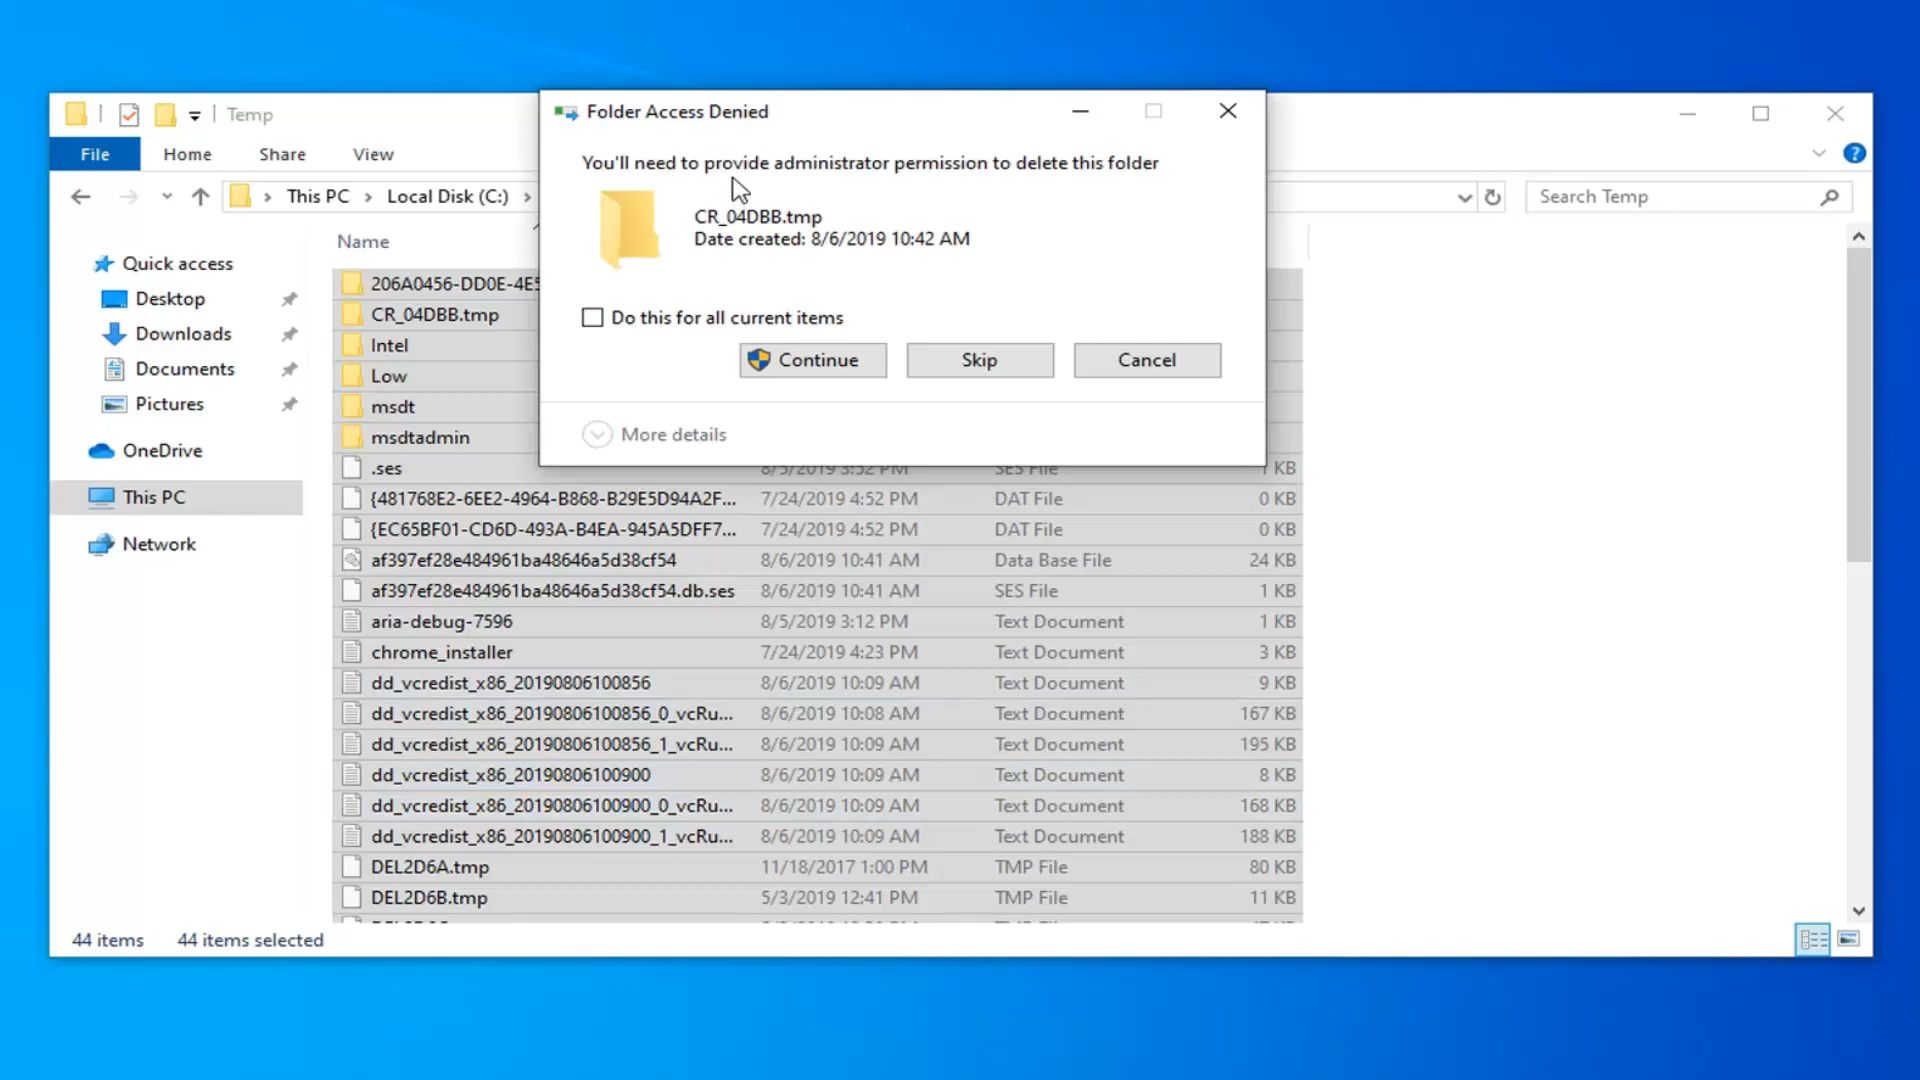 Temp
Folder Access Denied
File Home Share View
You'll need to provide administrator permission to delete this folder
This PC Local Disk (C:)
Search Temp
CR_04DBB.tmp
Date created: 8/6/2019 10:42 AM
Do this for all current items
Continue Skip Cancel
More details
Quick access
Desktop
Downloads
Documents
Pictures
OneDrive
This PC
Network
Name
206A0456-DD0E-4E5
CR_04DBB.tmp
Intel
Low
msdt
msdtadmin
.ses 8/5/2019 3:52 PM SES File 1 KB
{481768E2-6EE2-4964-B868-B29E5D94A2F... 7/24/2019 4:52 PM DAT File 0 KB
{EC65BF01-CD6D-493A-B4EA-945A5DFF7... 7/24/2019 4:52 PM DAT File 0 KB
af397ef28e484961ba48646a5d38cf54 8/6/2019 10:41 AM Data Base File 24 KB
af397ef28e484961ba48646a5d38cf54.db.ses 8/6/2019 10:41 AM SES File 1 KB
aria-debug-7596 8/5/2019 3:12 PM Text Document 1 KB
chrome_installer 7/24/2019 4:23 PM Text Document 3 KB
dd_vcredist_x86_20190806100856 8/6/2019 10:09 AM Text Document 9 KB
dd_vcredist_x86_20190806100856_0_vcRu... 8/6/2019 10:08 AM Text Document 167 KB
dd_vcredist_x86_20190806100856_1_vcRu... 8/6/2019 10:09 AM Text Document 195 KB
dd_vcredist_x86_20190806100900 8/6/2019 10:09 AM Text Document 8 KB
dd_vcredist_x86_20190806100900_0_vcRu... 8/6/2019 10:09 AM Text Document 168 KB
dd_vcredist_x86_20190806100900_1_vcRu... 8/6/2019 10:09 AM Text Document 188 KB
DEL2D6A.tmp 11/18/2017 1:00 PM TMP File 80 KB
DEL2D6B.tmp 5/3/2019 12:41 PM TMP File 11 KB
44 items 44 items selected